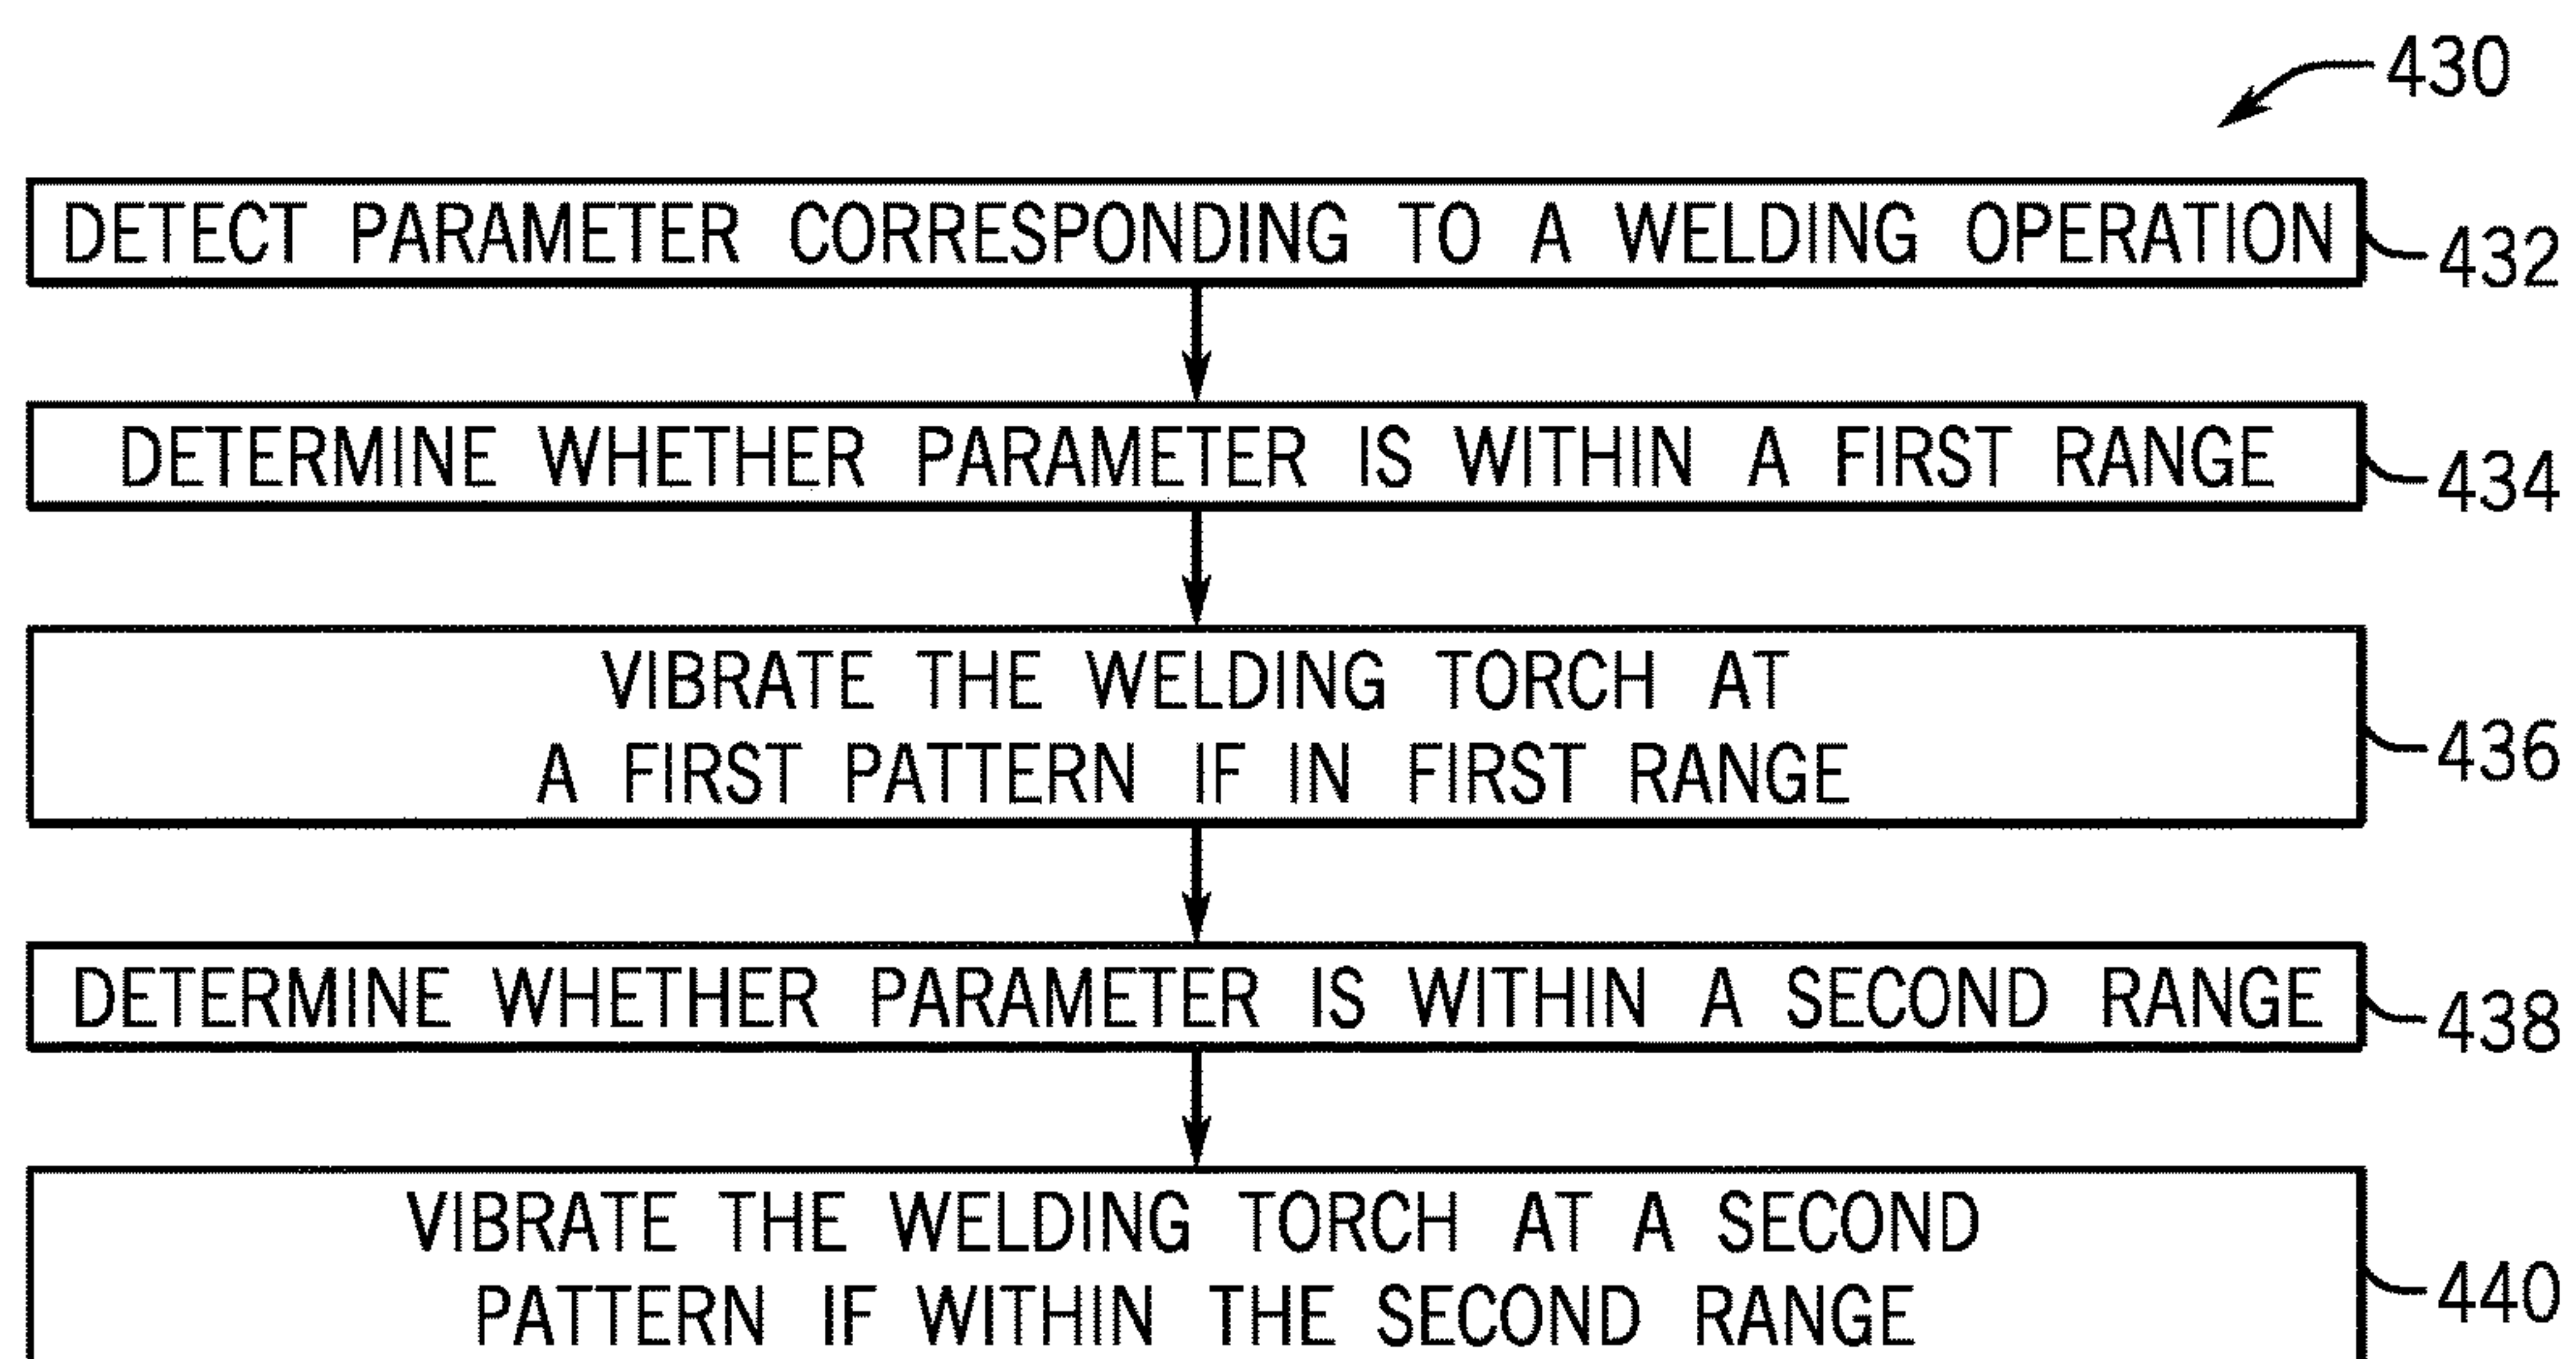 430
DETECT PARAMETER CORRESPONDING TO A WELDING OPERATION
432
DETERMINE WHETHER PARAMETER IS WITHIN A FIRST RANGE
434
VIBRATE THE WELDING TORCH AT
A FIRST PATTERN IF IN FIRST RANGE
436
DETERMINE WHETHER PARAMETER IS WITHIN A SECOND RANGE
438
VIBRATE THE WELDING TORCH AT A SECOND
PATTERN IF WITHIN THE SECOND RANGE
440